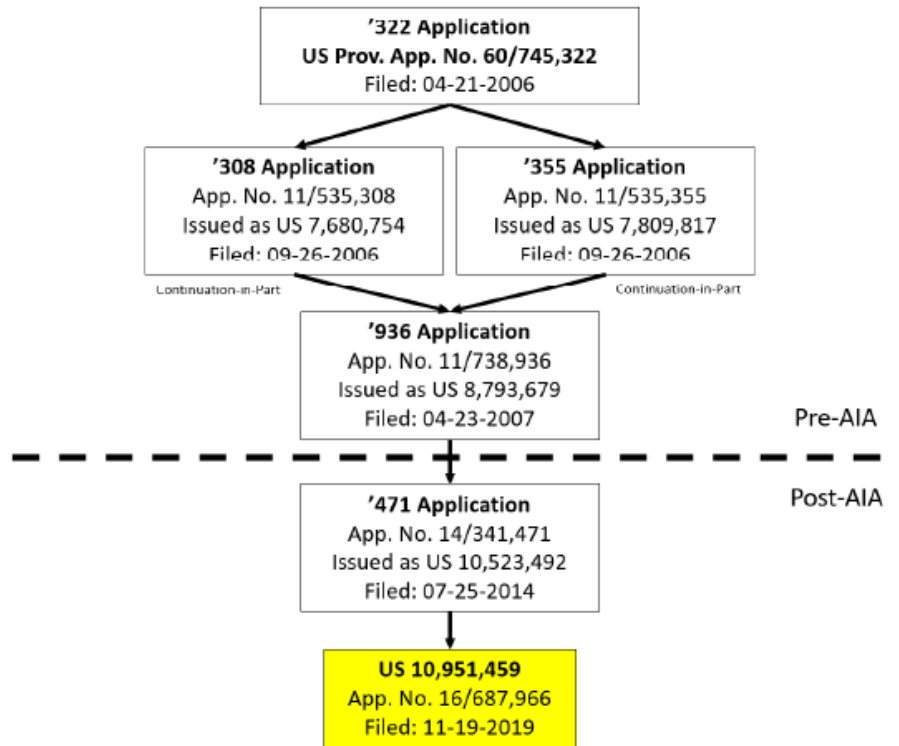 ’322 Application
US Prov. App. No. 60/745,322
Filed: 04-21-2006
’308 Application
App. No. 11/535,308
Issued as US 7,680,754
Filed: 09-26-2006
’355 Application
App. No. 11/535,355
Issued as US 7,809,817
Filed: 09-26-2006
Continuation-in-Part
Continuation-in-Part
’936 Application
App. No. 11/738,936
Issued as US 8,793,679
Filed: 04-23-2007
Pre-AIA
Post-AIA
’471 Application
App. No. 14/341,471
Issued as US 10,523,492
Filed: 07-25-2014
US 10,951,459
App. No. 16/687,966
Filed: 11-19-2019